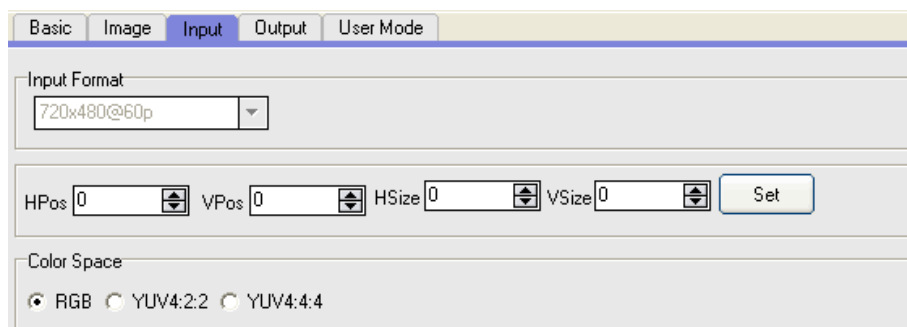 Basic Image Input Output User Mode
Input Format
720x480@60p
HPos 0 VPos 0 HSize 0 VSize 0 Set
Color Space
RGB YUV4:2:2 YUV4:4:4